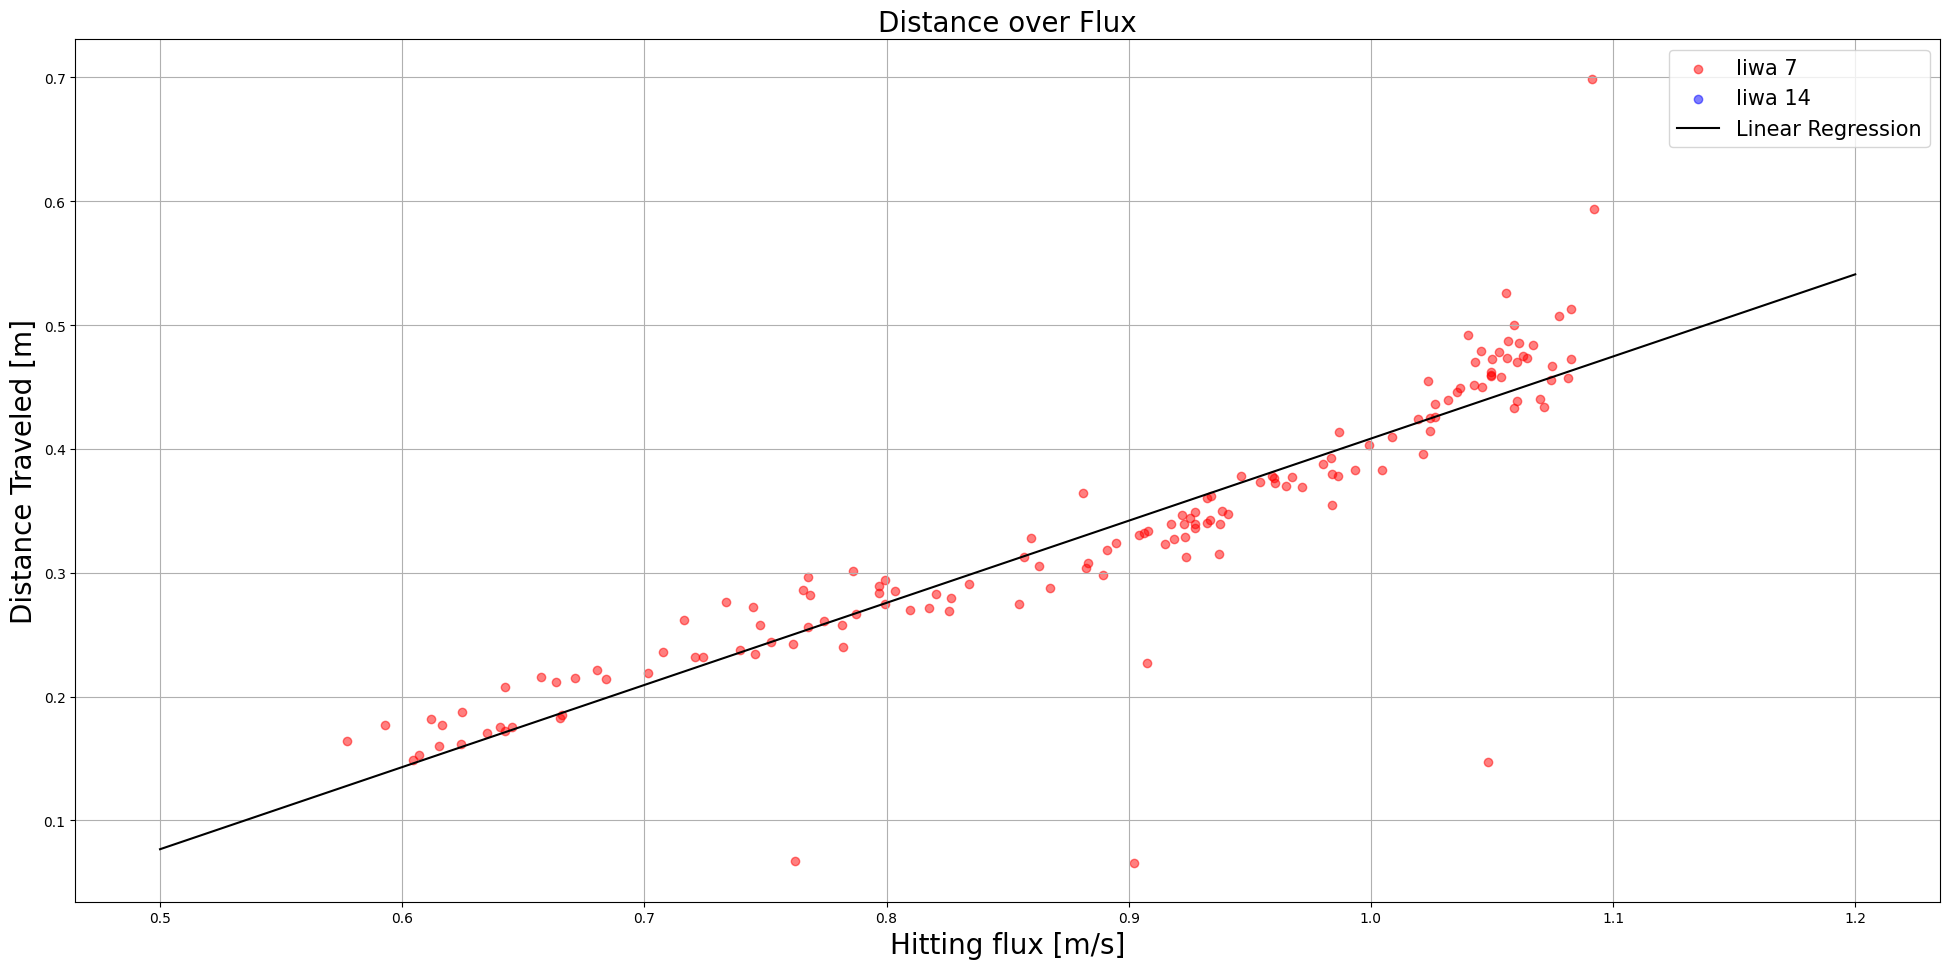 Distance over Flux
Iiwa 7
Iiwa 14
Linear Regression
0.7
0.6
0.5
0.4
0.3
0.2
0.1
Distance Traveled [m]
0.5 0.6 0.7 0.8 0.9 1.0 1.1 1.2
Hitting flux [m/s]